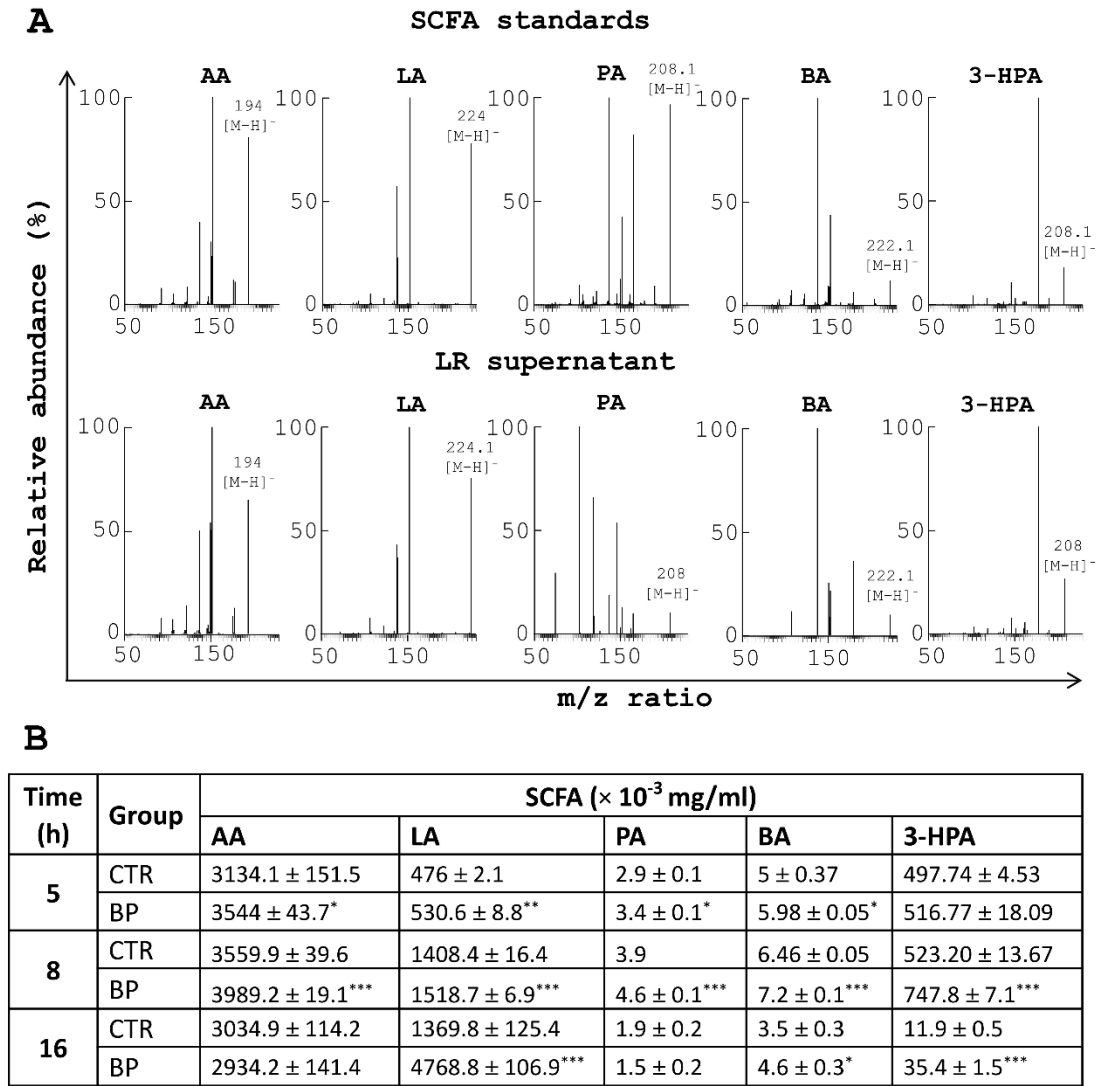 A
SCFA standards
Relative abundance (%)
AA LA PA BA 3-HPA
100 100 100 100 100
50 50 50 50 50
0 0 0 0 0
194
[M-H]⁻
224
[M-H]⁻
208.1
[M-H]⁻
222.1
[M-H]⁻
208.1
[M-H]⁻
50 150 50 150 50 150 50 150 50 150
LR supernatant
AA LA PA BA 3-HPA
100 100 100 100 100
50 50 50 50 50
0 0 0 0 0
194
[M-H]⁻
224.1
[M-H]⁻
208
[M-H]⁻
222.1
[M-H]⁻
208
[M-H]⁻
50 150 50 150 50 150 50 150 50 150
m/z ratio
B
Time (h) Group SCFA (× 10⁻³ mg/ml)
AA LA PA BA 3-HPA
5 CTR 3134.1 ± 151.5 476 ± 2.1 2.9 ± 0.1 5 ± 0.37 497.74 ± 4.53
BP 3544 ± 43.7* 530.6 ± 8.8** 3.4 ± 0.1* 5.98 ± 0.05* 516.77 ± 18.09
8 CTR 3559.9 ± 39.6 1408.4 ± 16.4 3.9 6.46 ± 0.05 523.20 ± 13.67
BP 3989.2 ± 19.1*** 1518.7 ± 6.9*** 4.6 ± 0.1*** 7.2 ± 0.1*** 747.8 ± 7.1***
16 CTR 3034.9 ± 114.2 1369.8 ± 125.4 1.9 ± 0.2 3.5 ± 0.3 11.9 ± 0.5
BP 2934.2 ± 141.4 4768.8 ± 106.9*** 1.5 ± 0.2 4.6 ± 0.3* 35.4 ± 1.5***